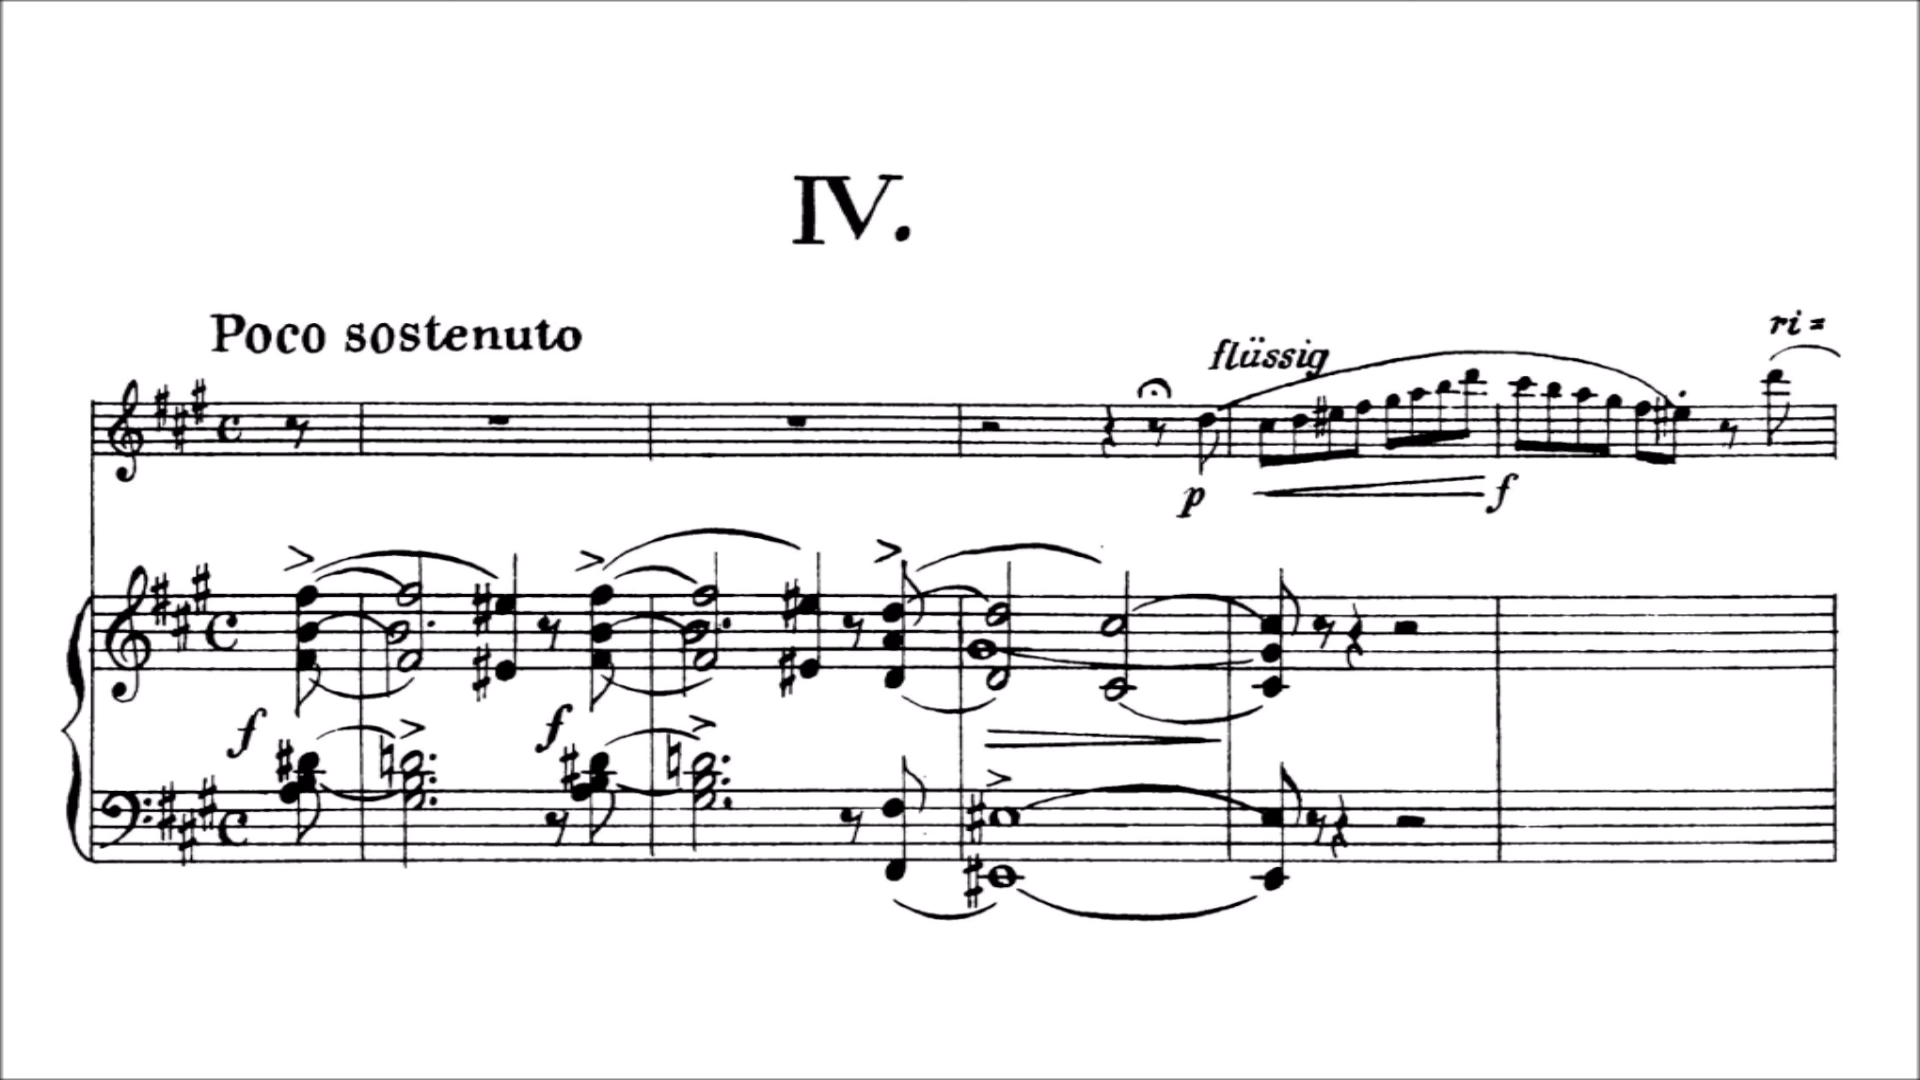 IV.
Poco sostenuto
ri=
flüssig
p
f
f
f